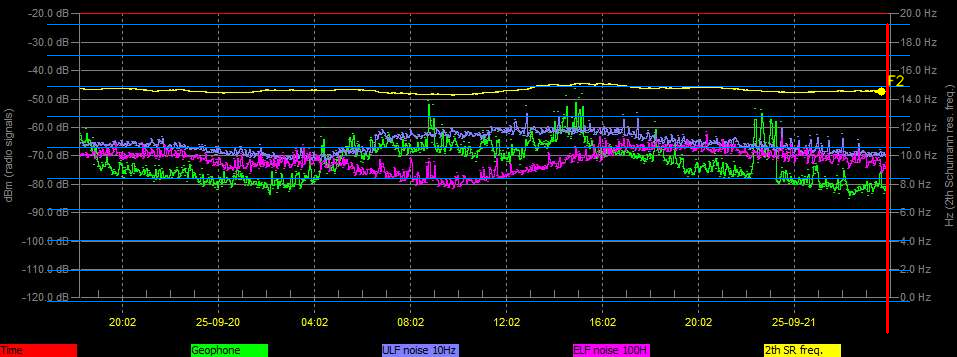 -20.0 dB 20.0 Hz
-30.0 dB 18.0 Hz
-40.0 dB 16.0 Hz
F2
-50.0 dB 14.0 Hz
-60.0 dB 12.0 Hz
-70.0 dB 10.0 Hz
-80.0 dB 8.0 Hz
-90.0 dB 6.0 Hz
-100.0 dB 4.0 Hz
-110.0 dB 2.0 Hz
-120.0 dB 0.0 Hz
dBm (radio signals)
Hz (2th Schumann res. freq.)
20:02 25-09-20 04:02 08:02 12:02 16:02 20:02 25-09-21
Time Geophone ULF noise 10Hz ELF noise 100H 2th SR freq.